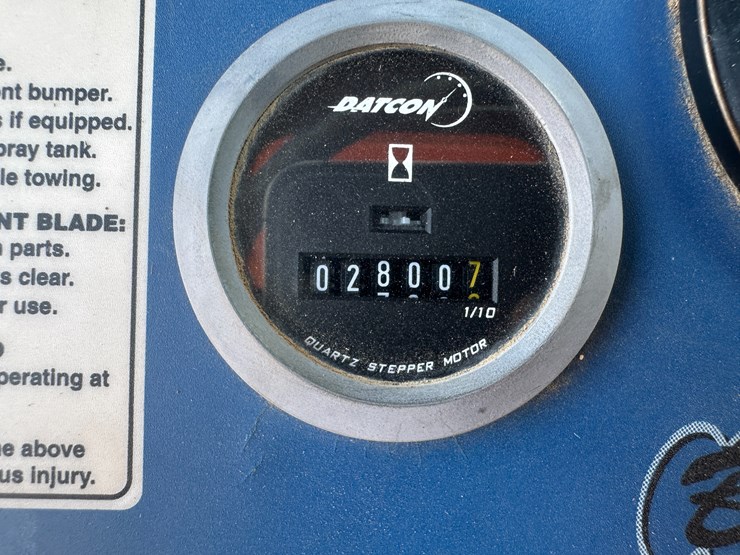 e.
nt bumper.
s if equipped.
pray tank.
le towing.
NT BLADE:
parts.
s clear.
r use.
perating at
e above
us injury.
DATCON
028007
1/10
QUARTZ STEPPER MOTOR